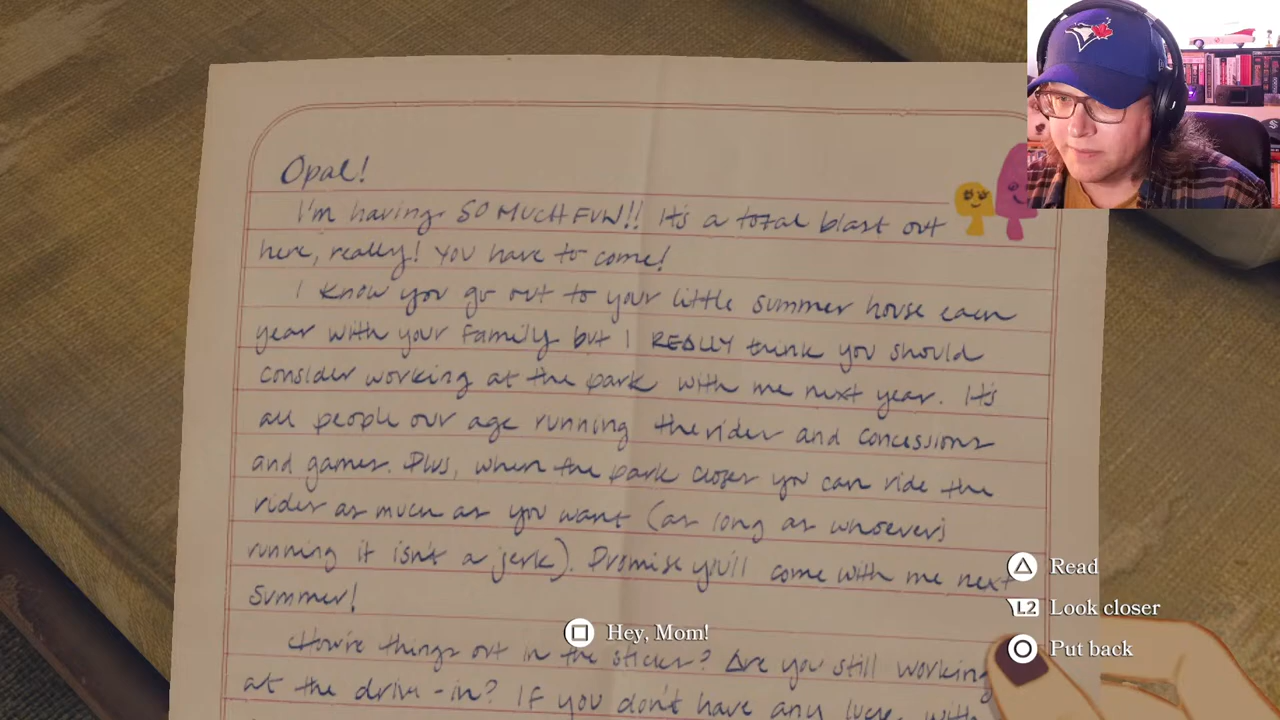 Opal!
I'm having SO MUCH FUN!! It's a total blast out
here, really! You have to come!
I know you go out to your little summer house each
year with your family but I REALLY think you should
consider working at the park with me next year. It's
all people our age running the rides and concessions
and games. Plus, when the park closes you can ride the
rides as much as you want (as long as whoever's
running it isn't a jerk). Promise you'll come with me next
summer!
How're things out in the sticks? Are you still working
at the drive-in? If you don't have any luck with
Hey, Mom!
Read
L2 Look closer
Put back